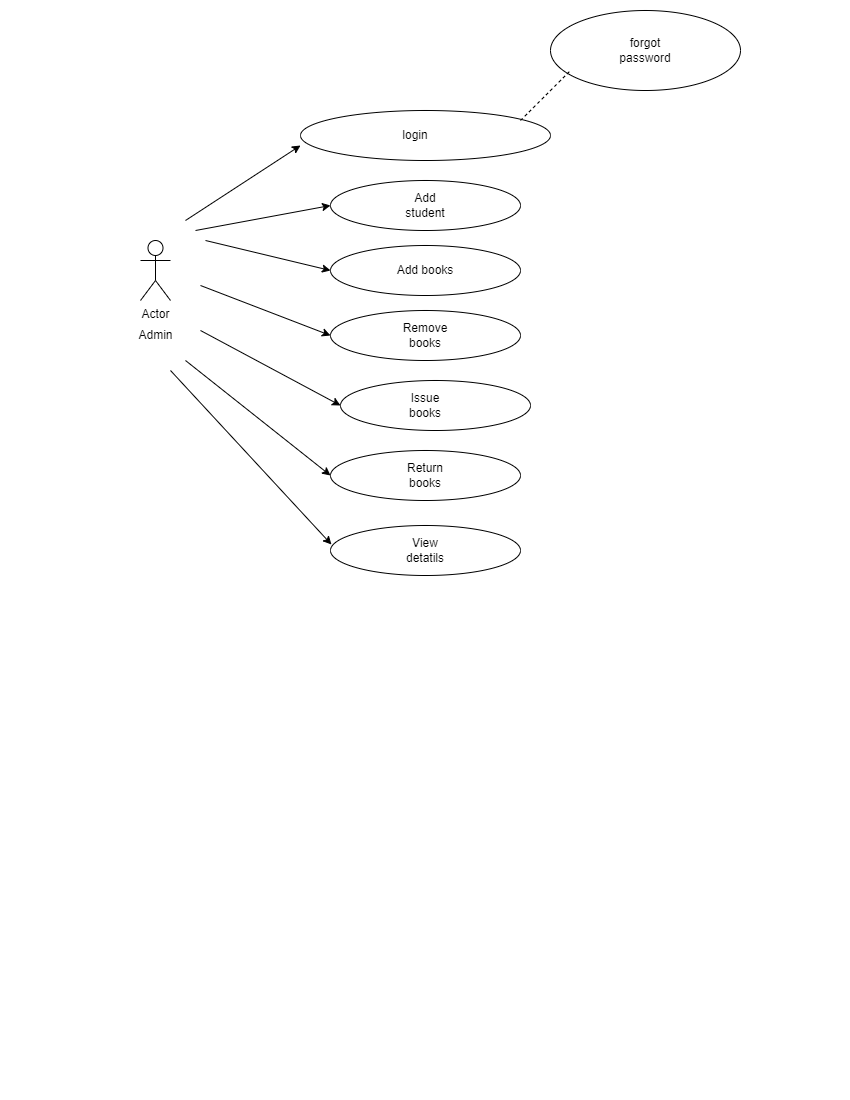 forgot
password
login
Add
student
Add books
Remove
books
Actor
Admin
Issue
books
Return
books
View
detatils